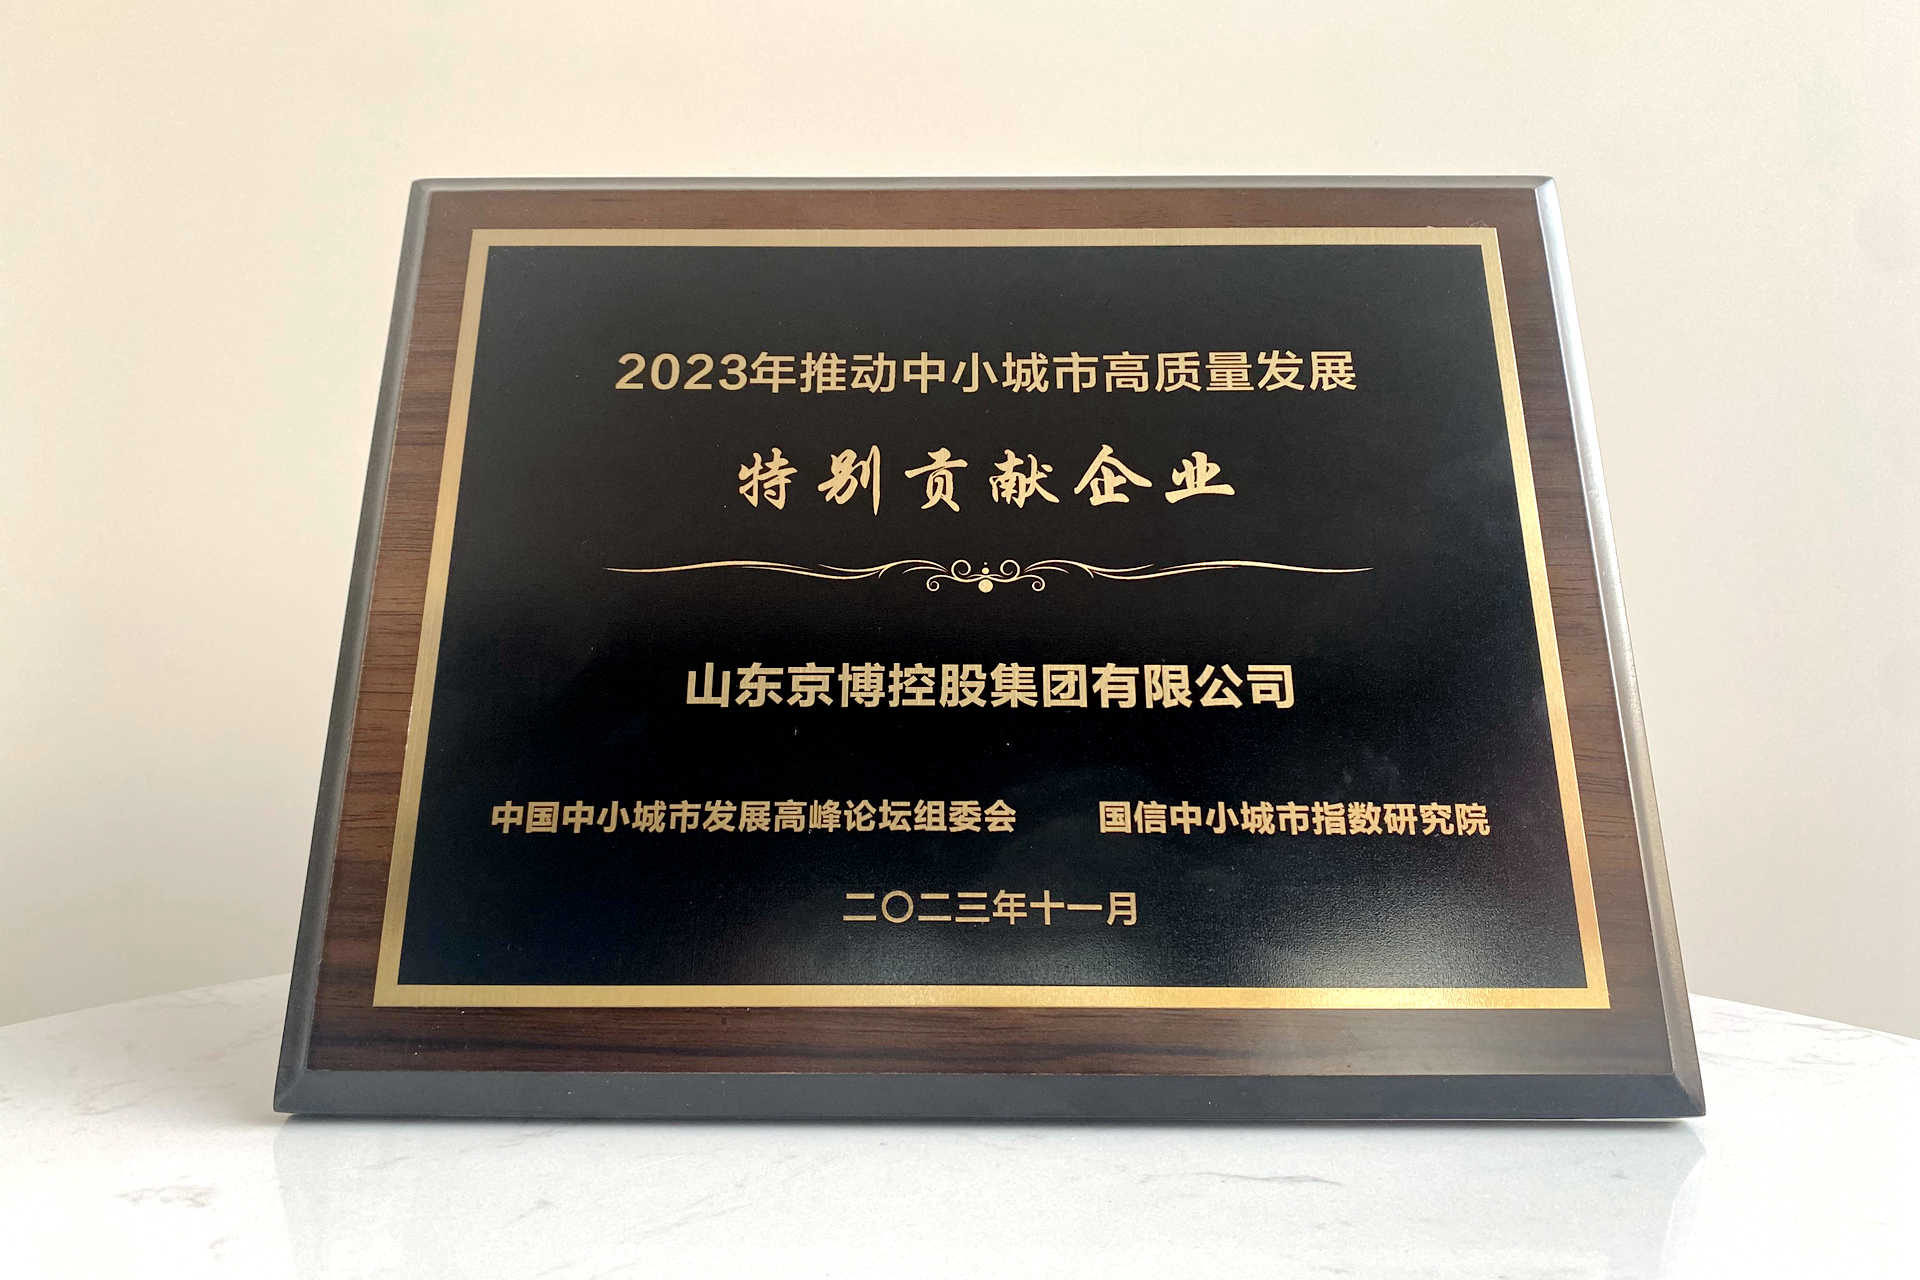 2023年推动中小城市高质量发展
特别贡献企业
山东京博控股集团有限公司
中国中小城市发展高峰论坛组委会 国信中小城市指数研究院
二〇二三年十一月